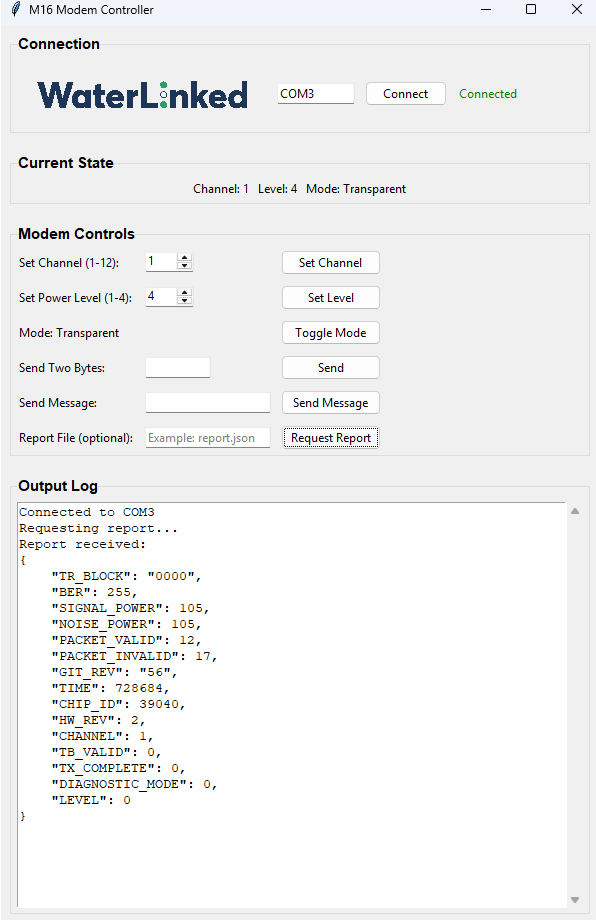 M16 Modem Controller
Connection
WaterLinked
COM3 Connect Connected
Current State
Channel: 1 Level: 4 Mode: Transparent
Modem Controls
Set Channel (1-12): 1 Set Channel
Set Power Level (1-4): 4 Set Level
Mode: Transparent Toggle Mode
Send Two Bytes: Send
Send Message: Send Message
Report File (optional): Example: report.json Request Report
Output Log
Connected to COM3
Requesting report...
Report received:
{
    "TR_BLOCK": "0000",
    "BER": 255,
    "SIGNAL_POWER": 105,
    "NOISE_POWER": 105,
    "PACKET_VALID": 12,
    "PACKET_INVALID": 17,
    "GIT_REV": "56",
    "TIME": 728684,
    "CHIP_ID": 39040,
    "HW_REV": 2,
    "CHANNEL": 1,
    "TB_VALID": 0,
    "TX_COMPLETE": 0,
    "DIAGNOSTIC_MODE": 0,
    "LEVEL": 0
}